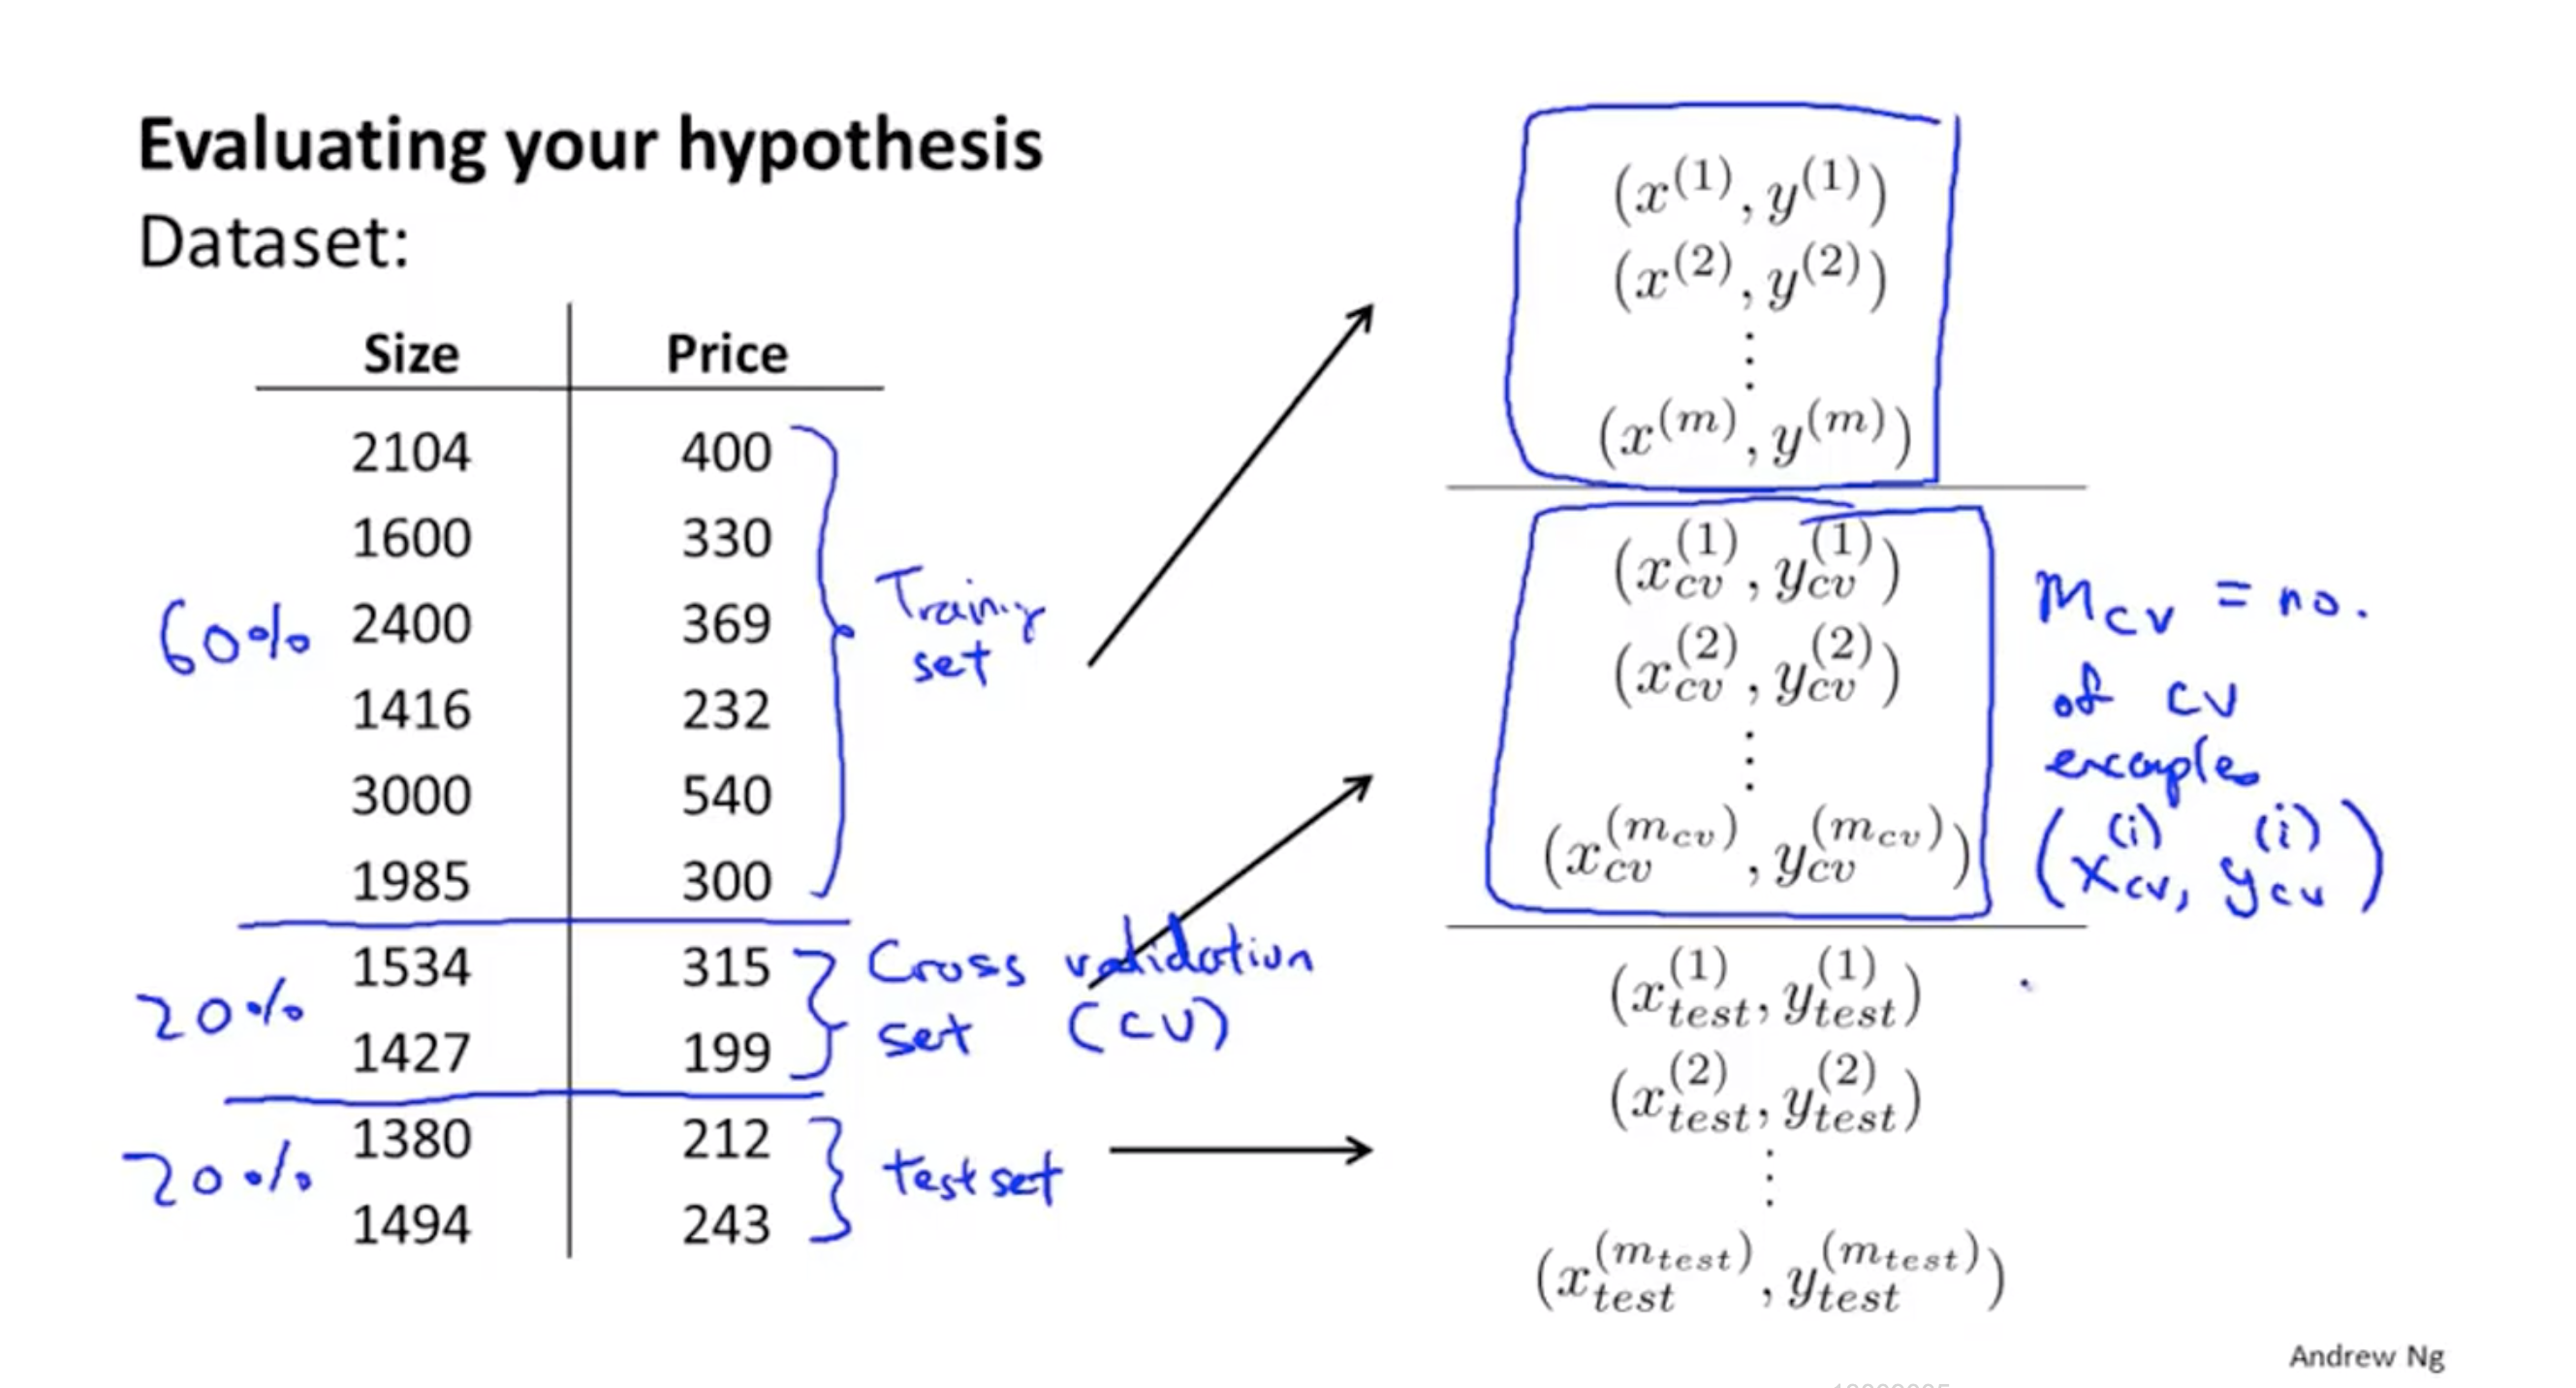 Evaluating your hypothesis
Dataset:
Size Price
2104 400
1600 330
2400 369
1416 232
3000 540
1985 300
1534 315
1427 199
1380 212
1494 243
60%
20%
20%
Training
set
Cross validation
set (CV)
test set
(x^{(1)}, y^{(1)})
(x^{(2)}, y^{(2)})
⋮
(x^{(m)}, y^{(m)})
(x_{cv}^{(1)}, y_{cv}^{(1)})
(x_{cv}^{(2)}, y_{cv}^{(2)})
⋮
(x_{cv}^{(m_{cv})}, y_{cv}^{(m_{cv})})
m_{cv} = no.
of cv
examples
(x_{cv}^{(i)}, y_{cv}^{(i)})
(x_{test}^{(1)}, y_{test}^{(1)})
(x_{test}^{(2)}, y_{test}^{(2)})
⋮
(x_{test}^{(m_{test})}, y_{test}^{(m_{test})})
Andrew Ng